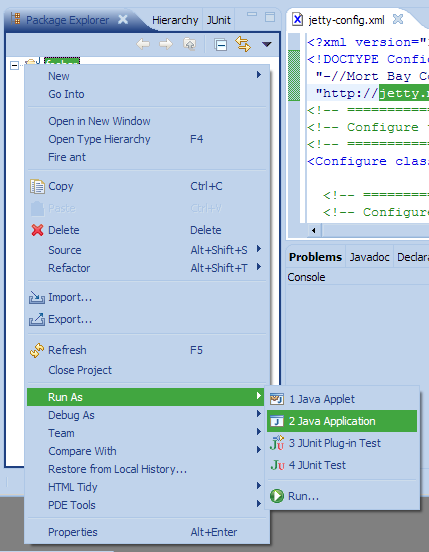 Package Explorer Hierarchy JUnit
jetty-config.xml
<?xml version="
<!DOCTYPE Confi
"-//Mort Bay Co
"http://jetty.
<!-- ==========
<!-- Configure
<!-- ==========
<Configure clas
<!-- ==========
<!-- Configure
New
Go Into
Open in New Window
Open Type Hierarchy F4
Fire ant
Copy Ctrl+C
Paste Ctrl+V
Delete Delete
Source Alt+Shift+S
Refactor Alt+Shift+T
Import...
Export...
Refresh F5
Close Project
Run As
Debug As
Team
Compare With
Restore from Local History...
HTML Tidy
PDE Tools
Properties Alt+Enter
Problems Javadoc Declara
Console
1 Java Applet
2 Java Application
3 JUnit Plug-in Test
4 JUnit Test
Run...